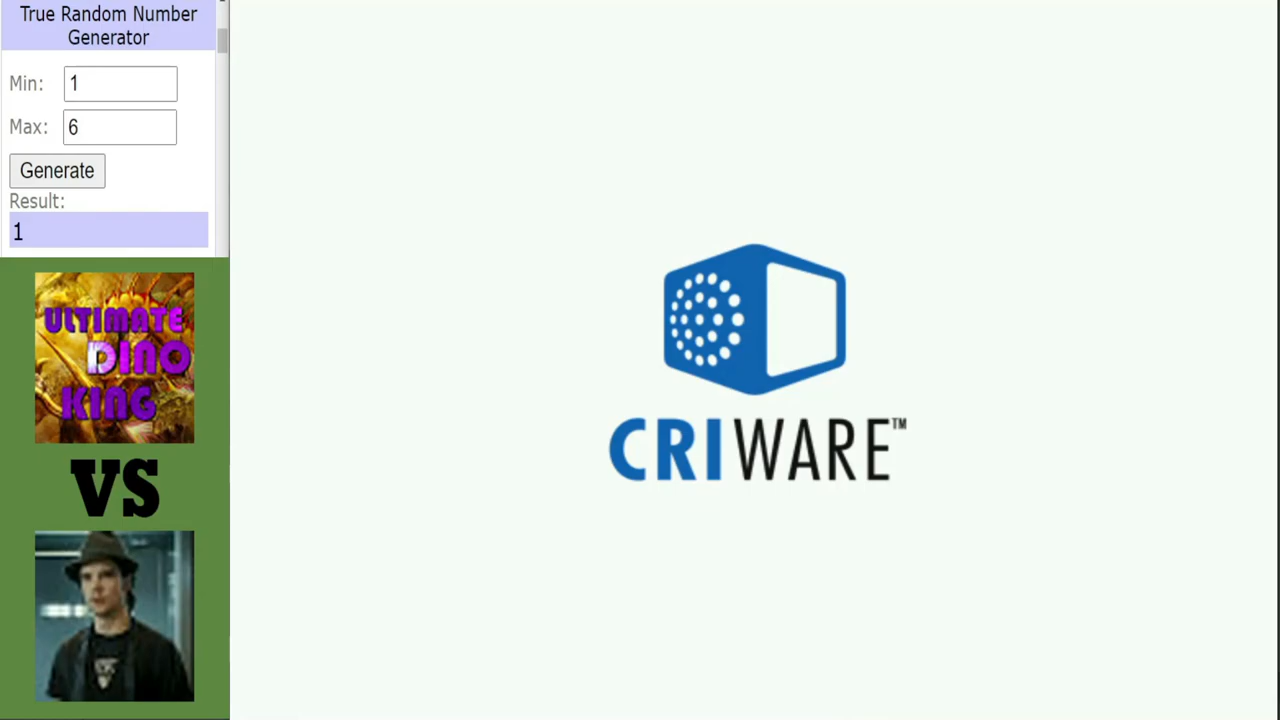 True Random Number
Generator
Min: 1
Max: 6
Generate
Result:
1
ULTIMATE
DINO
KING
VS
CRIWARE™